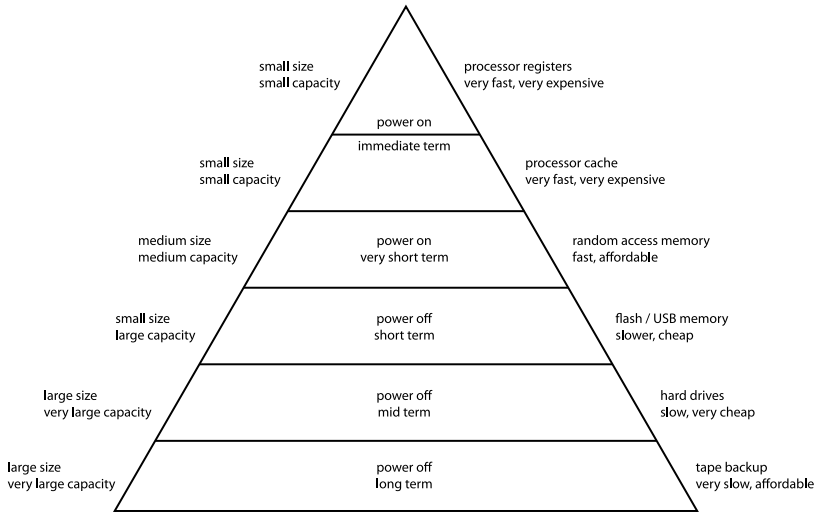 small size
small capacity
processor registers
very fast, very expensive
power on
immediate term
small size
small capacity
processor cache
very fast, very expensive
medium size
medium capacity
power on
very short term
random access memory
fast, affordable
small size
large capacity
power off
short term
flash / USB memory
slower, cheap
large size
very large capacity
power off
mid term
hard drives
slow, very cheap
large size
very large capacity
power off
long term
tape backup
very slow, affordable